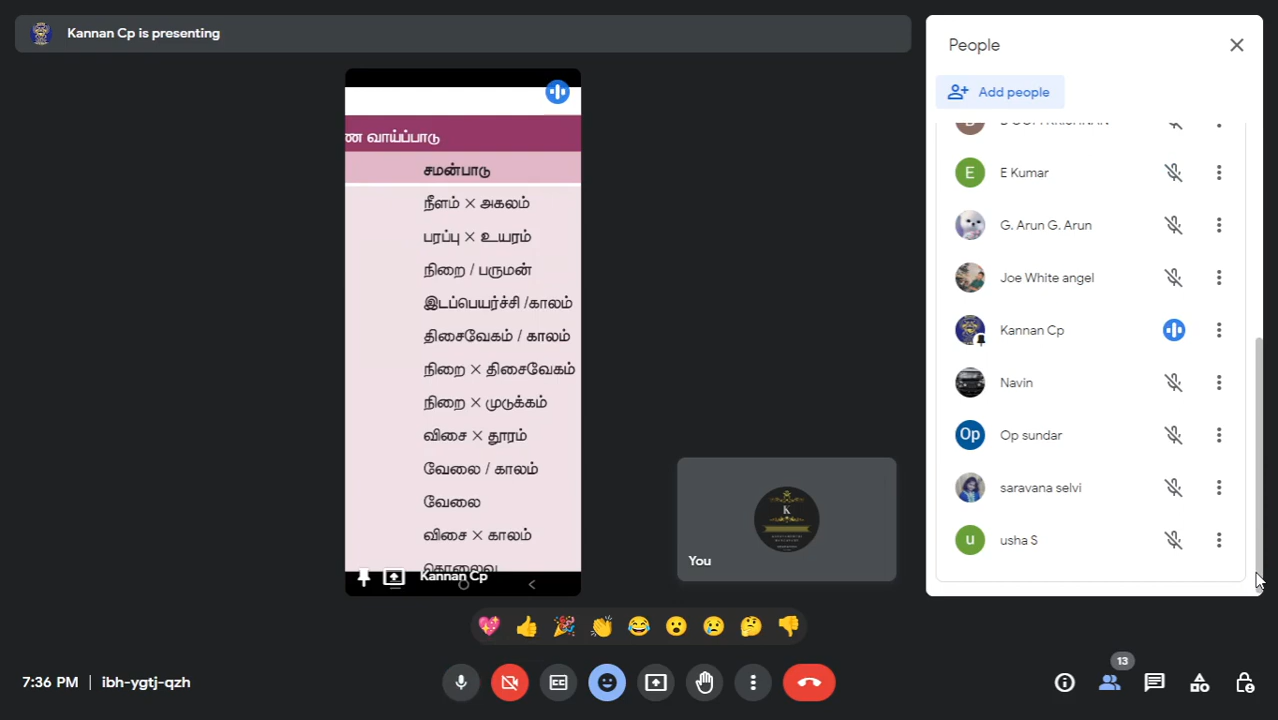 Kannan Cp is presenting
ண வாய்ப்பாடு
சமன்பாடு
நீளம் × அகலம்
பரப்பு × உயரம்
நிறை / பருமன்
இடப்பெயர்ச்சி /காலம்
திசைவேகம் / காலம்
நிறை × திசைவேகம்
நிறை × முடுக்கம்
விசை × தூரம்
வேலை / காலம்
வேலை
விசை × காலம்
Kannan Cp
K
You
People
Add people
E
E Kumar
G. Arun G. Arun
Joe White angel
Kannan Cp
Navin
Op
Op sundar
saravana selvi
u
usha S
7:36 PM | ibh-ygtj-qzh
CC
13